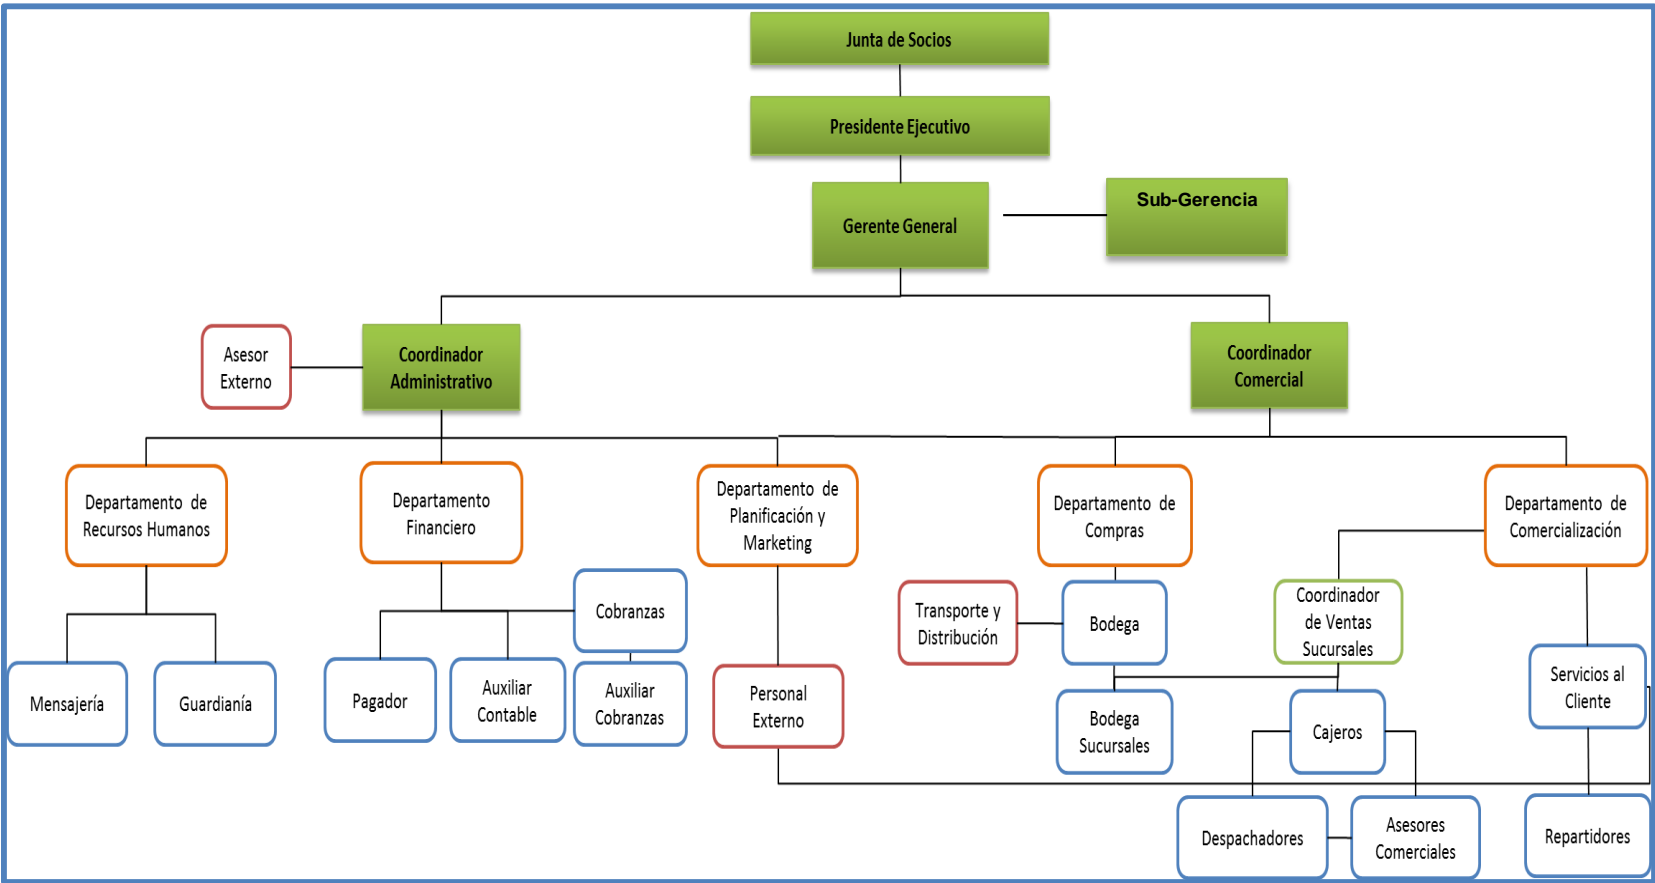 Junta de Socios
Presidente Ejecutivo
Gerente General
Sub-Gerencia
Asesor
Externo
Coordinador
Administrativo
Coordinador
Comercial
Departamento de
Recursos Humanos
Departamento
Financiero
Departamento de
Planificación y
Marketing
Departamento de
Compras
Departamento de
Comercialización
Cobranzas
Transporte y
Distribución
Bodega
Coordinador
de Ventas
Sucursales
Mensajería
Guardianía
Pagador
Auxiliar
Contable
Auxiliar
Cobranzas
Personal
Externo
Bodega
Sucursales
Cajeros
Servicios al
Cliente
Despachadores
Asesores
Comerciales
Repartidores